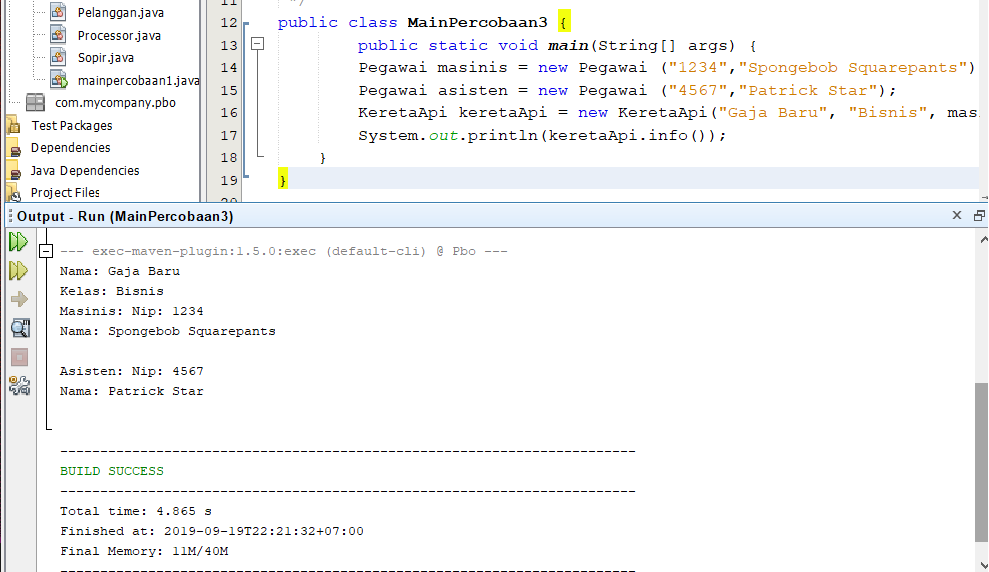 Pelanggan.java
Processor.java
Sopir.java
mainpercobaan1.java
com.mycompany.pbo
Test Packages
Dependencies
Java Dependencies
Project Files
11 */
12 public class MainPercobaan3 {
13 public static void main(String[] args) {
14 Pegawai masinis = new Pegawai ("1234","Spongebob Squarepants")
15 Pegawai asisten = new Pegawai ("4567","Patrick Star");
16 KeretaApi keretaApi = new KeretaApi("Gaja Baru", "Bisnis", mas
17 System.out.println(keretaApi.info());
18 }
19 }
Output - Run (MainPercobaan3)
--- exec-maven-plugin:1.5.0:exec (default-cli) @ Pbo ---
Nama: Gaja Baru
Kelas: Bisnis
Masinis: Nip: 1234
Nama: Spongebob Squarepants
Asisten: Nip: 4567
Nama: Patrick Star
------------------------------------------------------------------------
BUILD SUCCESS
------------------------------------------------------------------------
Total time: 4.865 s
Finished at: 2019-09-19T22:21:32+07:00
Final Memory: 11M/40M
------------------------------------------------------------------------